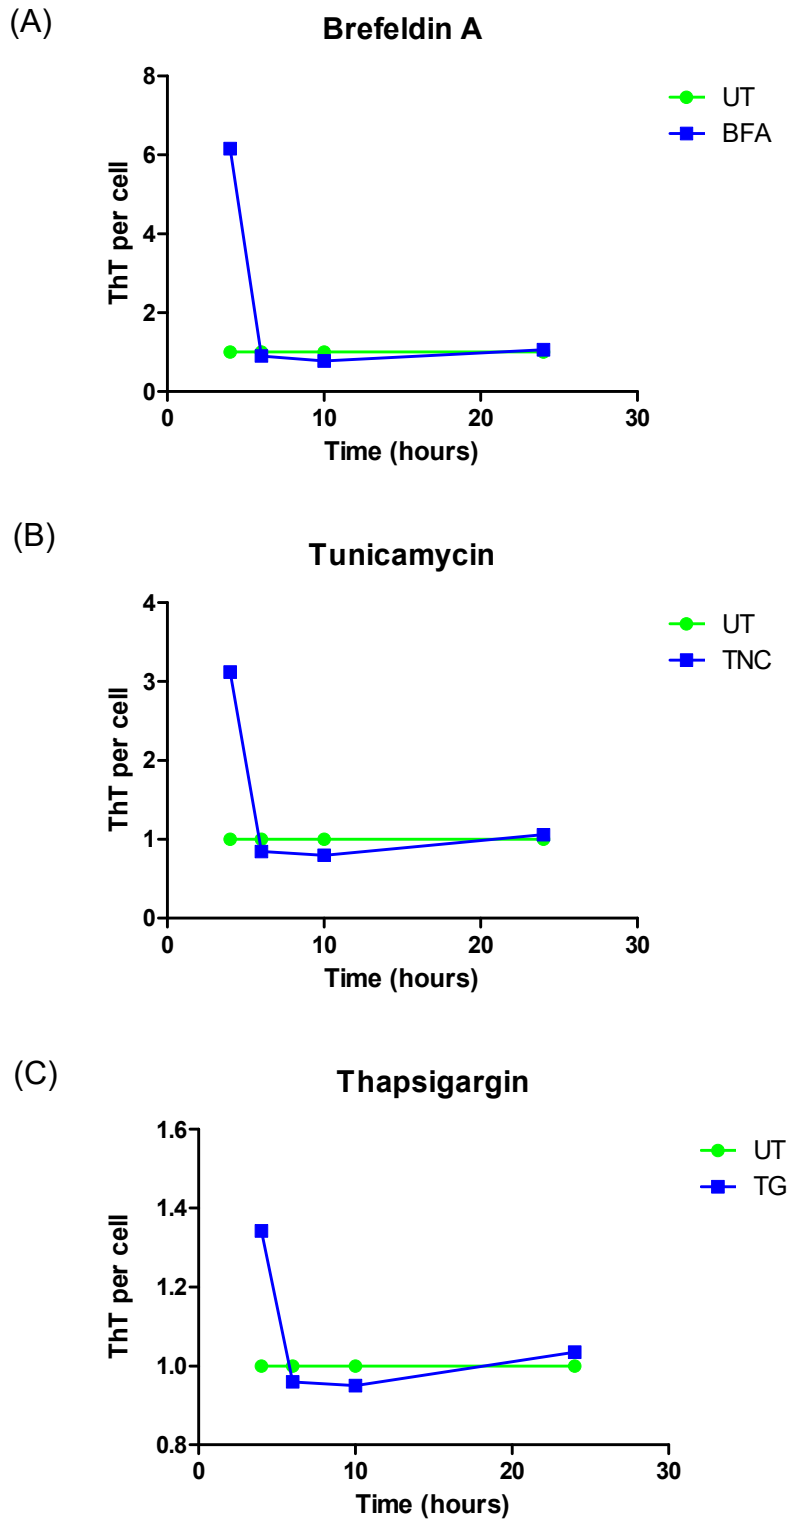 (A)
Brefeldin A
8
6
4
2
0
ThT per cell
0 10 20 30
Time (hours)
UT
BFA
(B)
Tunicamycin
4
3
2
1
0
ThT per cell
0 10 20 30
Time (hours)
UT
TNC
(C)
Thapsigargin
1.6
1.4
1.2
1.0
0.8
ThT per cell
0 10 20 30
Time (hours)
UT
TG